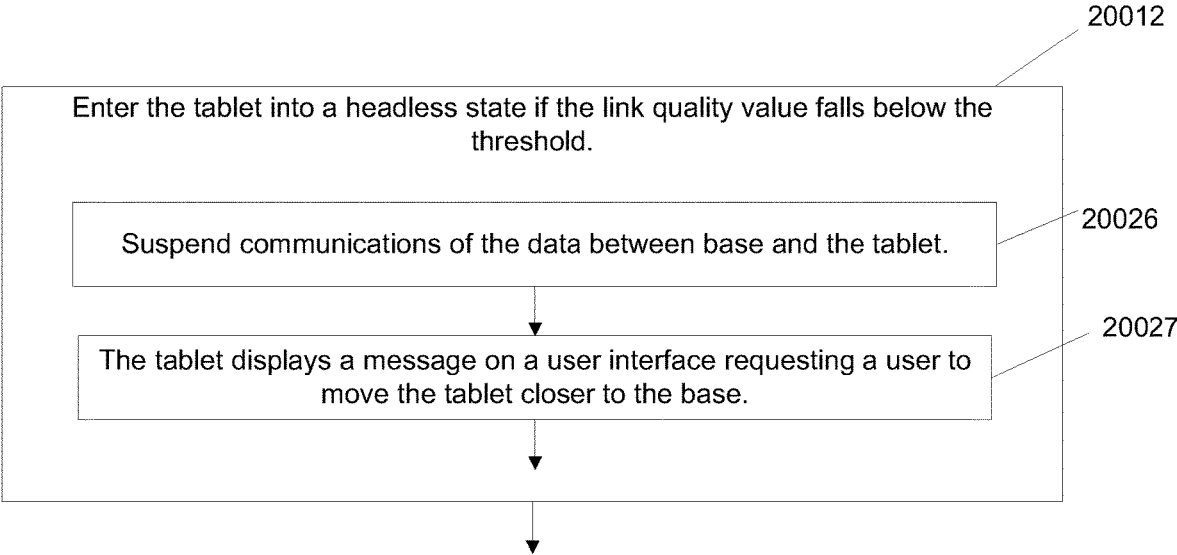 20012
Enter the tablet into a headless state if the link quality value falls below the
threshold.
20026
Suspend communications of the data between base and the tablet.
20027
The tablet displays a message on a user interface requesting a user to
move the tablet closer to the base.